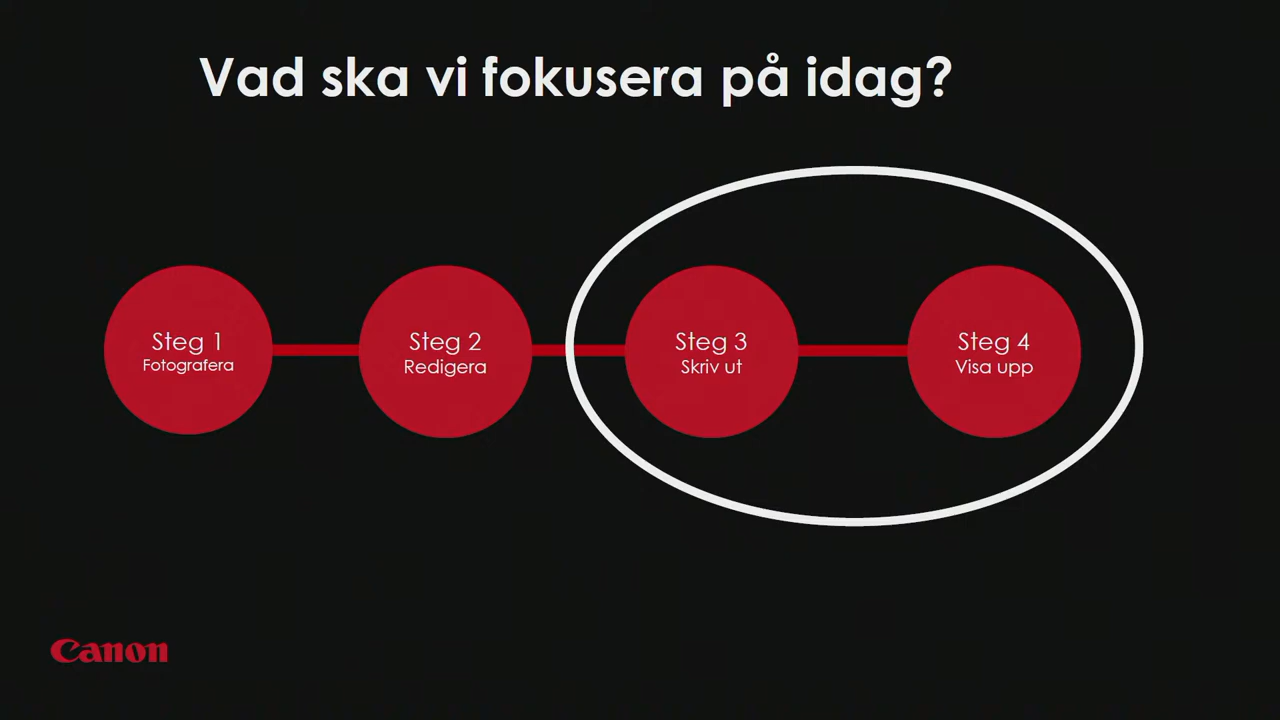 Vad ska vi fokusera på idag?
Steg 1
Fotografera
Steg 2
Redigera
Steg 3
Skriv ut
Steg 4
Visa upp
Canon